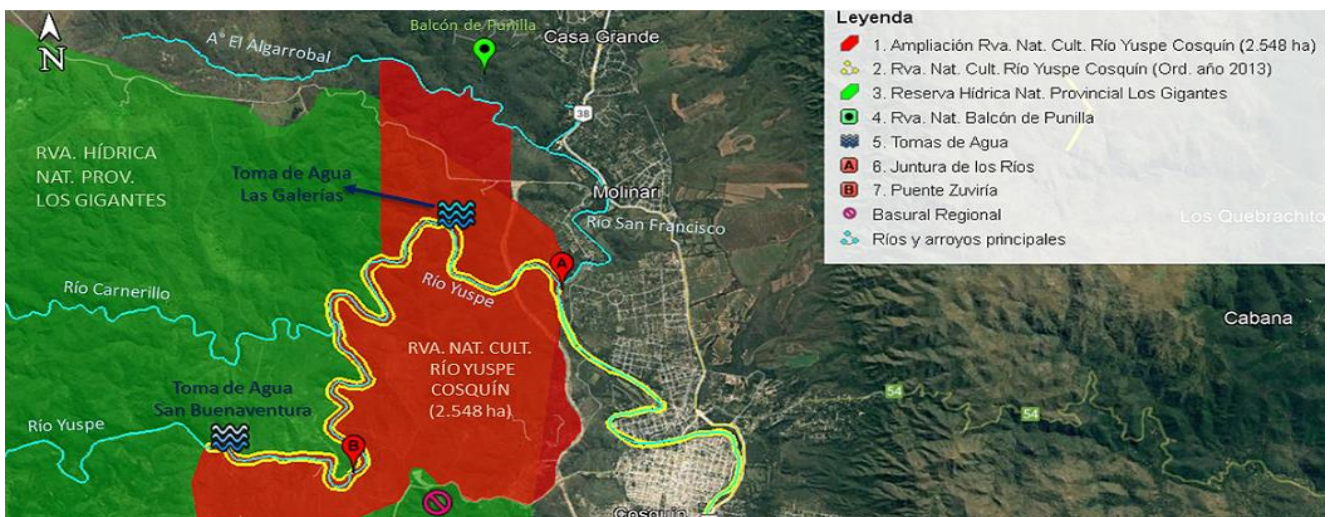 Balcón de Punilla
Casa Grande
A° El Algarrobal
N
38
RVA. HÍDRICA
NAT. PROV.
LOS GIGANTES
Toma de Agua
Las Galerías
Molinari
Río San Francisco
A
Río Carnerillo
Río Yuspe
RVA. NAT. CULT.
RÍO YUSPE
COSQUÍN
(2.548 ha)
Toma de Agua
San Buenaventura
Río Yuspe
B
Cosquín
54
54
Cabana
Los Quebrachito
Leyenda
1. Ampliación Rva. Nat. Cult. Río Yuspe Cosquín (2.548 ha)
2. Rva. Nat. Cult. Río Yuspe Cosquín (Ord. año 2013)
3. Reserva Hídrica Nat. Provincial Los Gigantes
4. Rva. Nat. Balcón de Punilla
5. Tomas de Agua
A 6. Juntura de los Ríos
B 7. Puente Zuviría
Basural Regional
Ríos y arroyos principales